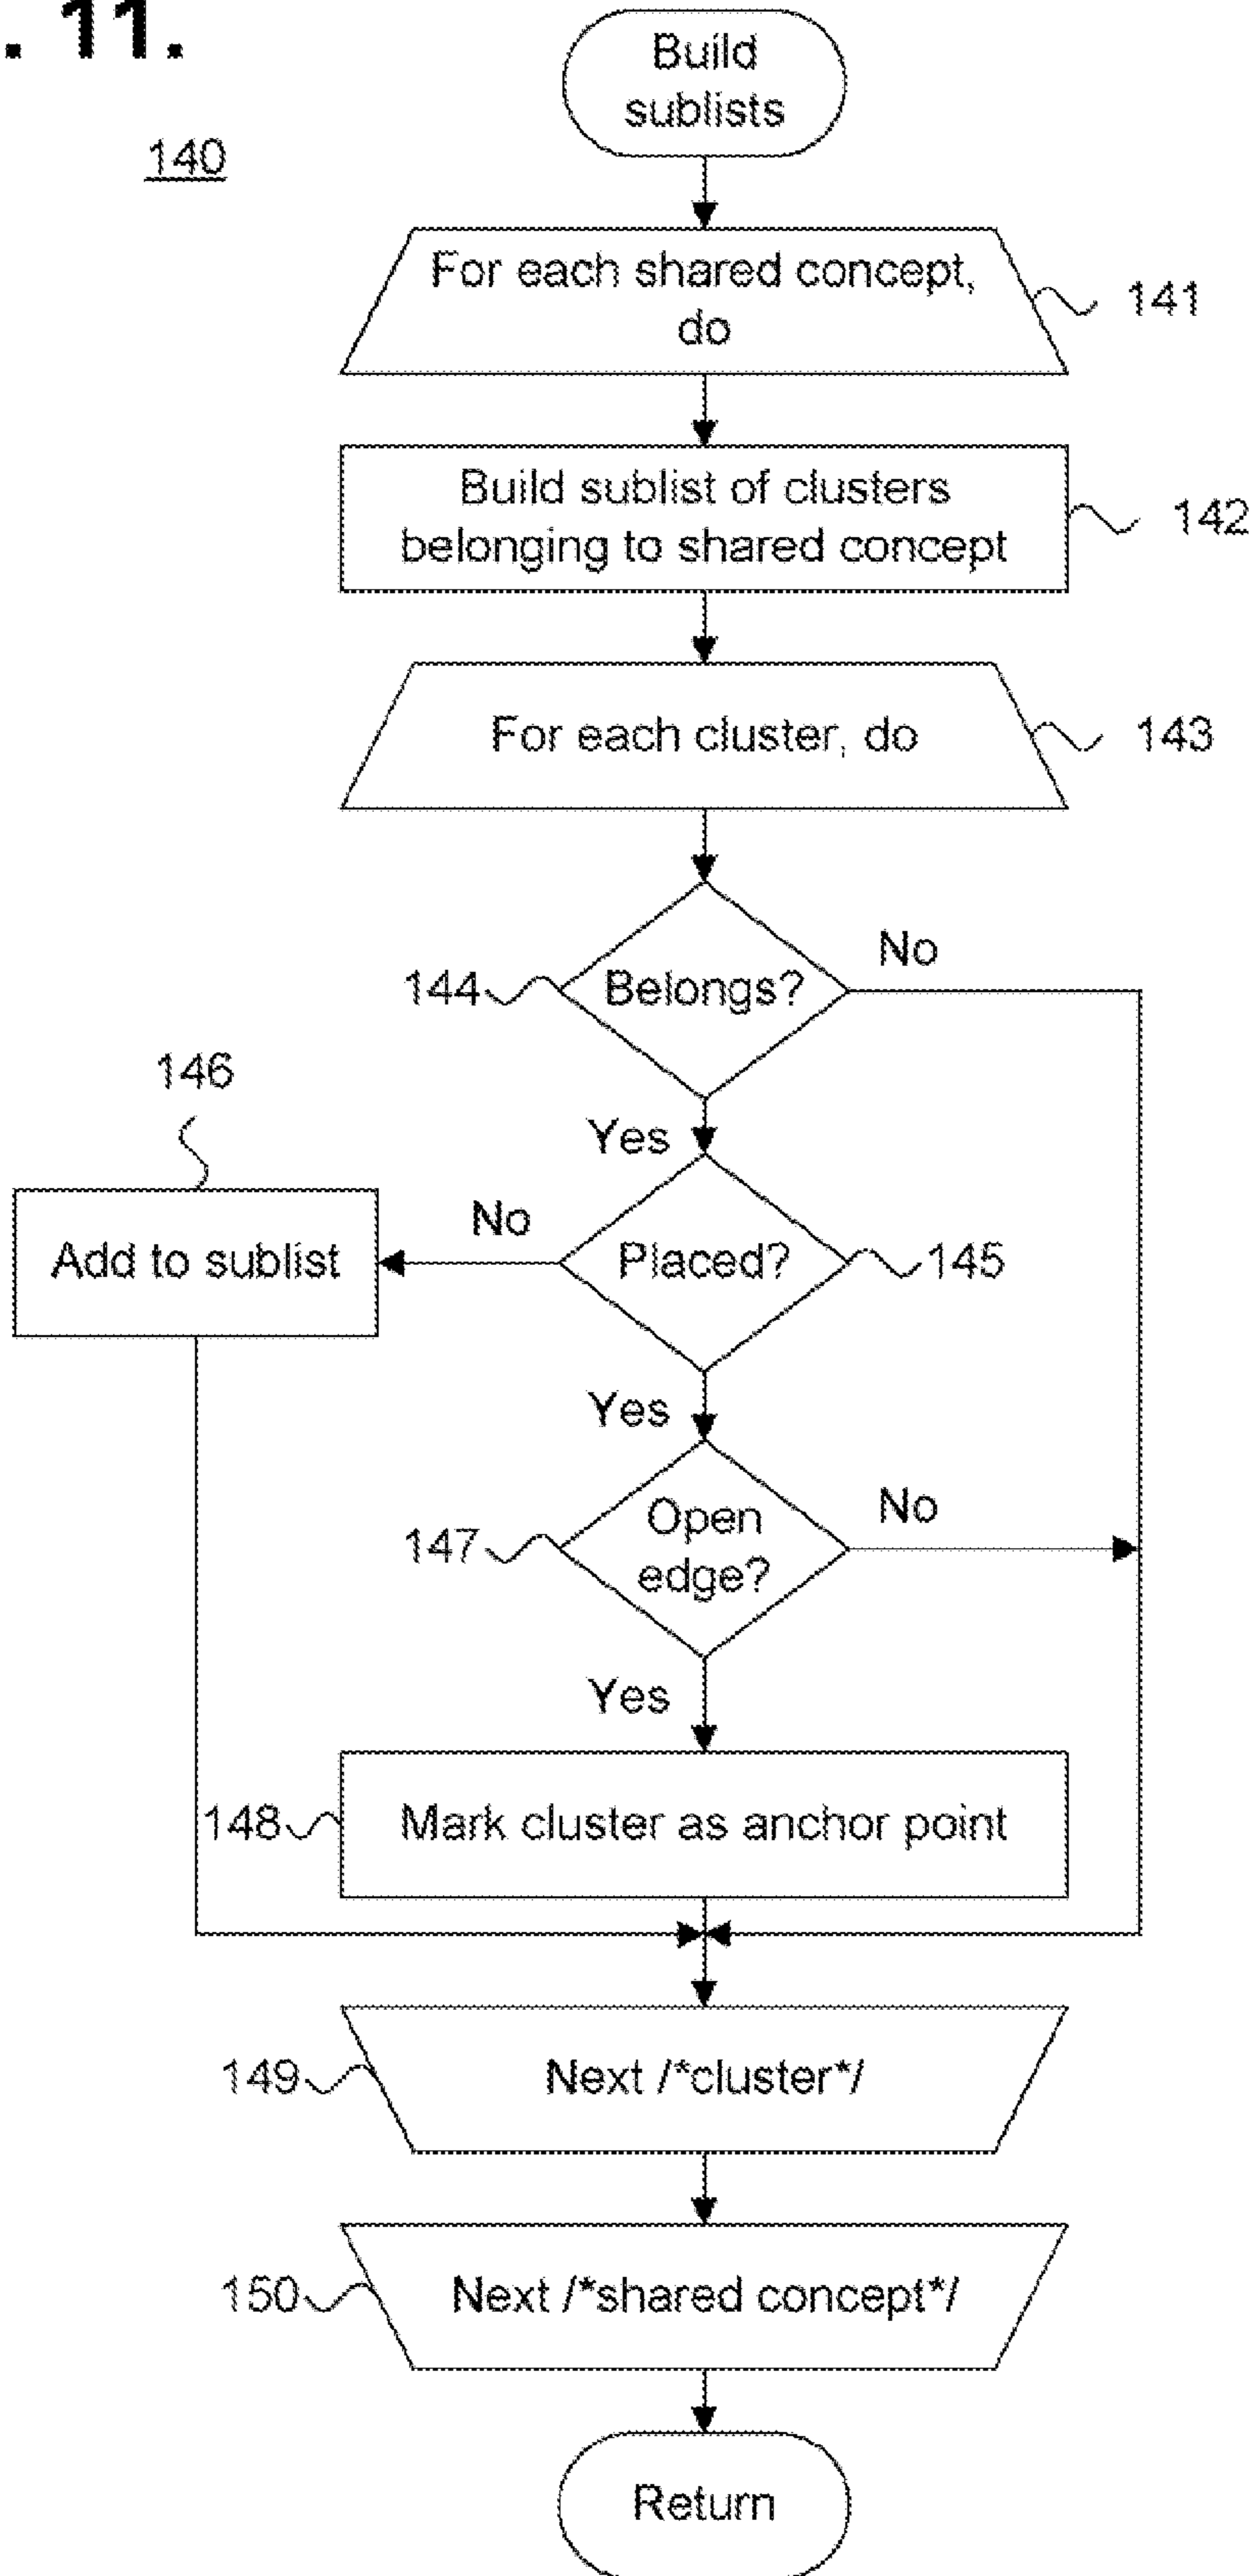 . 11.
140
Build
sublists
For each shared concept,
do
141
Build sublist of clusters
belonging to shared concept
142
For each cluster, do
143
144
Belongs?
No
Yes
146
Add to sublist
No
Placed?
145
Yes
147
Open
edge?
No
Yes
148
Mark cluster as anchor point
149
Next /*cluster*/
150
Next /*shared concept*/
Return